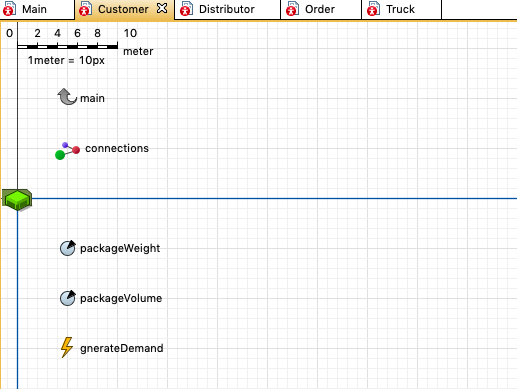 Main Customer Distributor Order Truck
0 2 4 6 8 10
meter
1meter = 10px
main
connections
packageWeight
packageVolume
gnerateDemand